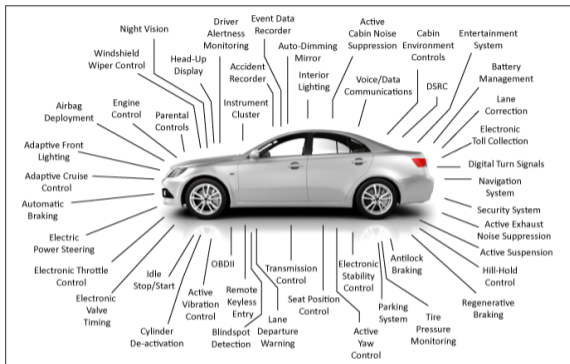 Night Vision
Driver
Alertness
Monitoring
Event Data
Recorder
Active
Cabin Noise
Suppression
Cabin
Environment
Controls
Entertainment
System
Windshield
Wiper Control
Head-Up
Display
Accident
Recorder
Auto-Dimming
Mirror
Interior
Lighting
Voice/Data
Communications
DSRC
Battery
Management
Airbag
Deployment
Engine
Control
Parental
Controls
Instrument
Cluster
Lane
Correction
Electronic
Toll Collection
Adaptive Front
Lighting
Digital Turn Signals
Adaptive Cruise
Control
Navigation
System
Automatic
Braking
Security System
Electric
Power Steering
Active Exhaust
Noise Suppression
Active Suspension
Electronic Throttle
Control
Hill-Hold
Control
Electronic
Valve
Timing
Regenerative
Braking
Idle
Stop/Start
Cylinder
De-activation
Active
Vibration
Control
OBDII
Blindspot
Detection
Remote
Keyless
Entry
Lane
Departure
Warning
Transmission
Control
Seat Position
Control
Active
Yaw
Control
Electronic
Stability
Control
Parking
System
Antilock
Braking
Tire
Pressure
Monitoring